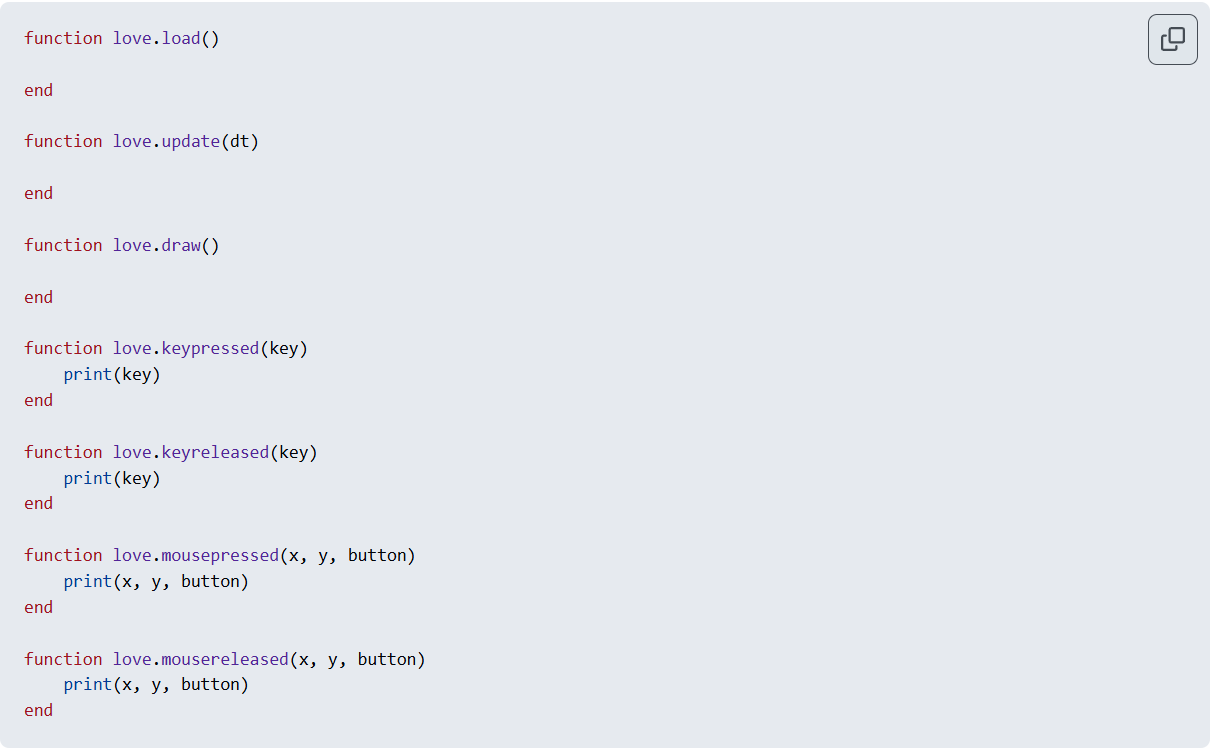 function love.load()

end

function love.update(dt)

end

function love.draw()

end

function love.keypressed(key)
    print(key)
end

function love.keyreleased(key)
    print(key)
end

function love.mousepressed(x, y, button)
    print(x, y, button)
end

function love.mousereleased(x, y, button)
    print(x, y, button)
end